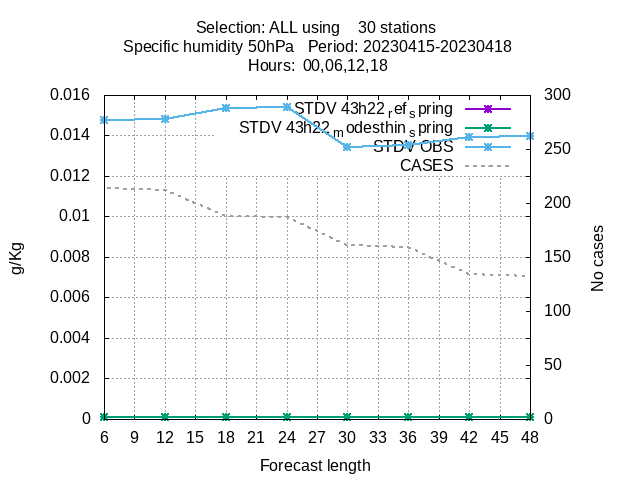 Selection: ALL using    30 stations
Specific humidity 50hPa   Period: 20230415-20230418
Hours:  00,06,12,18
STDV 43h22_ref_spring
STDV 43h22_modesthin_spring
STDV OBS
CASES
0.016
0.014
0.012
0.01
0.008
0.006
0.004
0.002
0
g/Kg
300
250
200
150
100
50
0
No cases
6 9 12 15 18 21 24 27 30 33 36 39 42 45 48
Forecast length